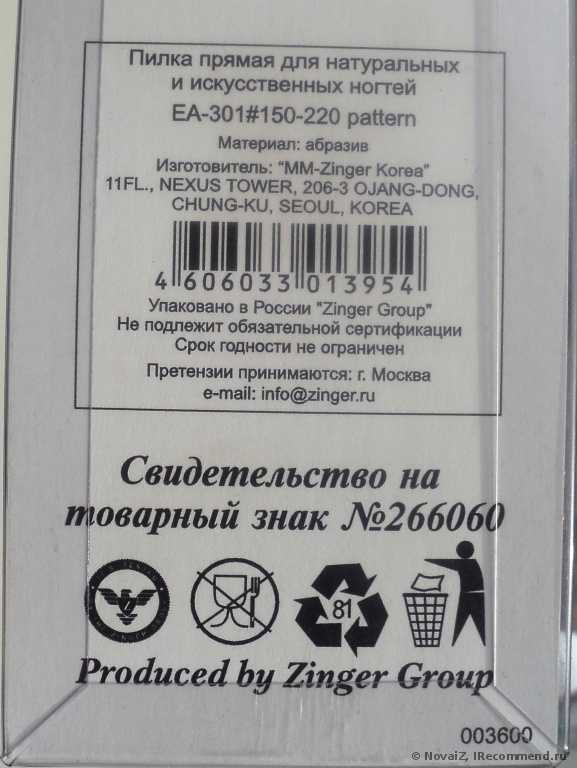 Пилка прямая для натуральных
и искусственных ногтей
EA-301#150-220 pattern
Материал: абразив
Изготовитель: "MM-Zinger Korea"
11FL., NEXUS TOWER, 206-3 OJANG-DONG,
CHUNG-KU, SEOUL, KOREA
4 606033 013954
Упаковано в России "Zinger Group"
Не подлежит обязательной сертификации
Срок годности не ограничен
Претензии принимаются: г. Москва
e-mail: info@zinger.ru
Свидетельство на
товарный знак №266060
81
Produced by Zinger Group
003600
© NovaiZ, IRecommend.ru